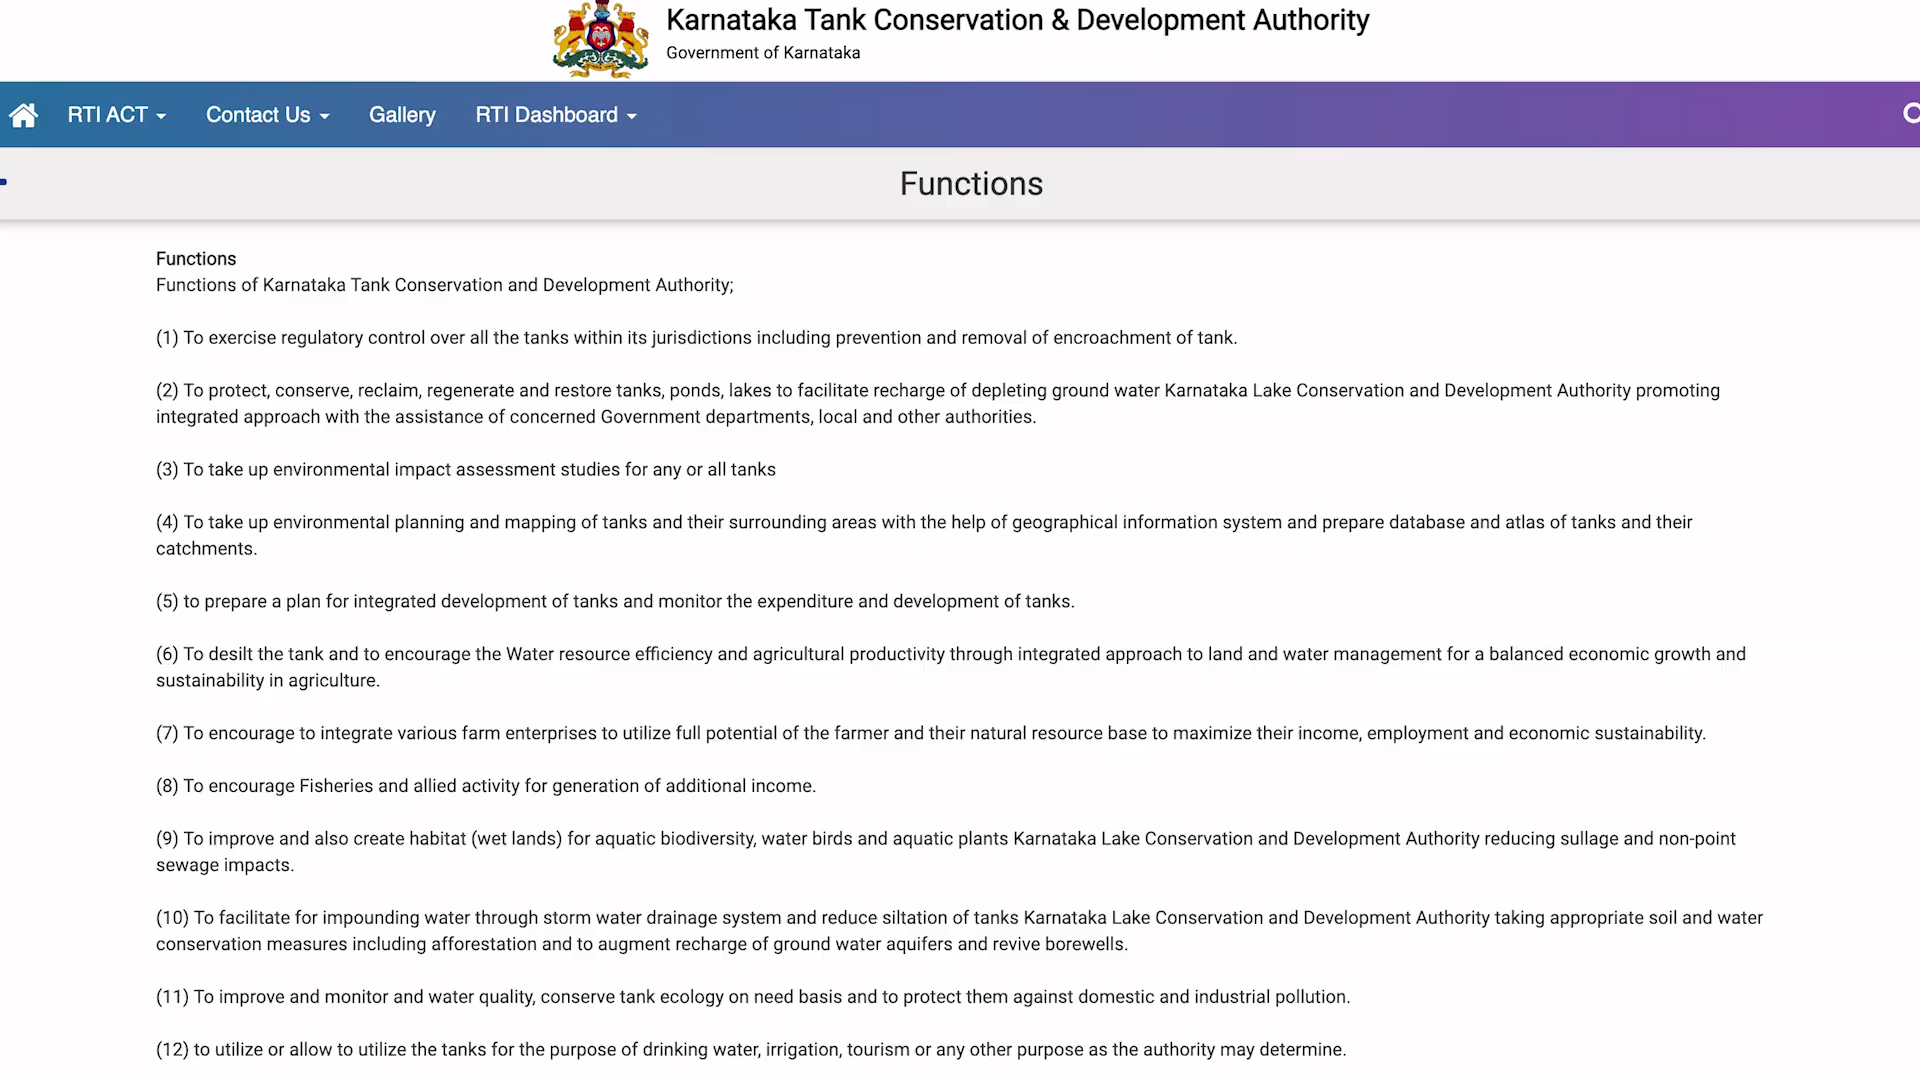 Karnataka Tank Conservation & Development Authority
Government of Karnataka
RTI ACT
Contact Us
Gallery
RTI Dashboard
Functions
Functions
Functions of Karnataka Tank Conservation and Development Authority;
(1) To exercise regulatory control over all the tanks within its jurisdictions including prevention and removal of encroachment of tank.
(2) To protect, conserve, reclaim, regenerate and restore tanks, ponds, lakes to facilitate recharge of depleting ground water Karnataka Lake Conservation and Development Authority promoting
integrated approach with the assistance of concerned Government departments, local and other authorities.
(3) To take up environmental impact assessment studies for any or all tanks
(4) To take up environmental planning and mapping of tanks and their surrounding areas with the help of geographical information system and prepare database and atlas of tanks and their
catchments.
(5) to prepare a plan for integrated development of tanks and monitor the expenditure and development of tanks.
(6) To desilt the tank and to encourage the Water resource efficiency and agricultural productivity through integrated approach to land and water management for a balanced economic growth and
sustainability in agriculture.
(7) To encourage to integrate various farm enterprises to utilize full potential of the farmer and their natural resource base to maximize their income, employment and economic sustainability.
(8) To encourage Fisheries and allied activity for generation of additional income.
(9) To improve and also create habitat (wet lands) for aquatic biodiversity, water birds and aquatic plants Karnataka Lake Conservation and Development Authority reducing sullage and non-point
sewage impacts.
(10) To facilitate for impounding water through storm water drainage system and reduce siltation of tanks Karnataka Lake Conservation and Development Authority taking appropriate soil and water
conservation measures including afforestation and to augment recharge of ground water aquifers and revive borewells.
(11) To improve and monitor and water quality, conserve tank ecology on need basis and to protect them against domestic and industrial pollution.
(12) to utilize or allow to utilize the tanks for the purpose of drinking water, irrigation, tourism or any other purpose as the authority may determine.